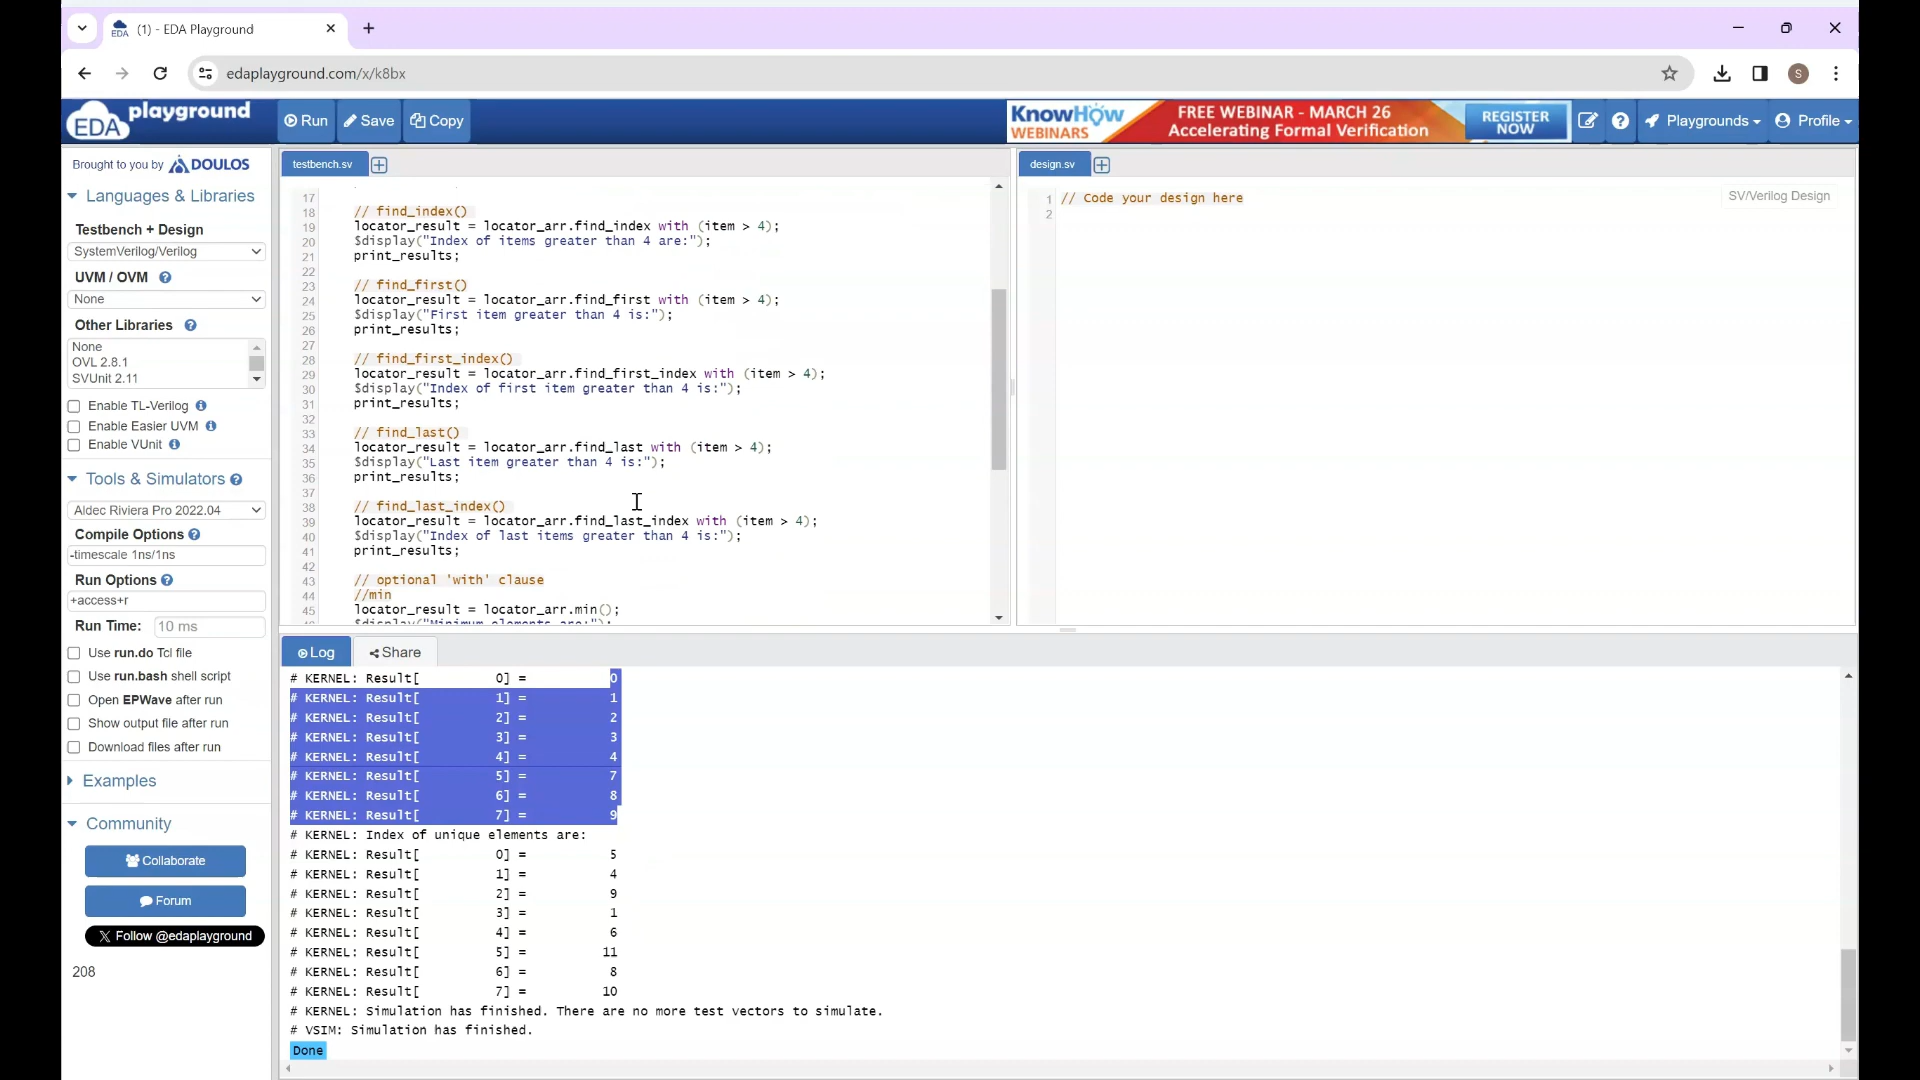 (1) - EDA Playground
edaplayground.com/x/k8bx
S
EDA playground
Run
Save
Copy
KnowHow WEBINARS
FREE WEBINAR - MARCH 26
Accelerating Formal Verification
REGISTER NOW
Playgrounds
Profile
Brought to you by DOULOS
Languages & Libraries
Testbench + Design
SystemVerilog/Verilog
UVM / OVM
None
Other Libraries
None
OVL 2.8.1
SVUnit 2.11
Enable TL-Verilog
Enable Easier UVM
Enable VUnit
Tools & Simulators
Aldec Riviera Pro 2022.04
Compile Options
-timescale 1ns/1ns
Run Options
+access+r
Run Time: 10 ms
Use run.do Tcl file
Use run.bash shell script
Open EPWave after run
Show output file after run
Download files after run
Examples
Community
Collaborate
Forum
X Follow @edaplayground
208
testbench.sv
17
18 // find_index()
19 locator_result = locator_arr.find_index with (item > 4);
20 $display("Index of items greater than 4 are:");
21 print_results;
22
23 // find_first()
24 locator_result = locator_arr.find_first with (item > 4);
25 $display("First item greater than 4 is:");
26 print_results;
27
28 // find_first_index()
29 locator_result = locator_arr.find_first_index with (item > 4);
30 $display("Index of first item greater than 4 is:");
31 print_results;
32
33 // find_last()
34 locator_result = locator_arr.find_last with (item > 4);
35 $display("Last item greater than 4 is:");
36 print_results;
37
38 // find_last_index()
39 locator_result = locator_arr.find_last_index with (item > 4);
40 $display("Index of last items greater than 4 is:");
41 print_results;
42
43 // optional 'with' clause
44 //min
45 locator_result = locator_arr.min();
$display("Minimum elements are:");
design.sv
SV/Verilog Design
1 // Code your design here
2
Log
Share
# KERNEL: Result[ 0] = 0
# KERNEL: Result[ 1] = 1
# KERNEL: Result[ 2] = 2
# KERNEL: Result[ 3] = 3
# KERNEL: Result[ 4] = 4
# KERNEL: Result[ 5] = 7
# KERNEL: Result[ 6] = 8
# KERNEL: Result[ 7] = 9
# KERNEL: Index of unique elements are:
# KERNEL: Result[ 0] = 5
# KERNEL: Result[ 1] = 4
# KERNEL: Result[ 2] = 9
# KERNEL: Result[ 3] = 1
# KERNEL: Result[ 4] = 6
# KERNEL: Result[ 5] = 11
# KERNEL: Result[ 6] = 8
# KERNEL: Result[ 7] = 10
# KERNEL: Simulation has finished. There are no more test vectors to simulate.
# VSIM: Simulation has finished.
Done